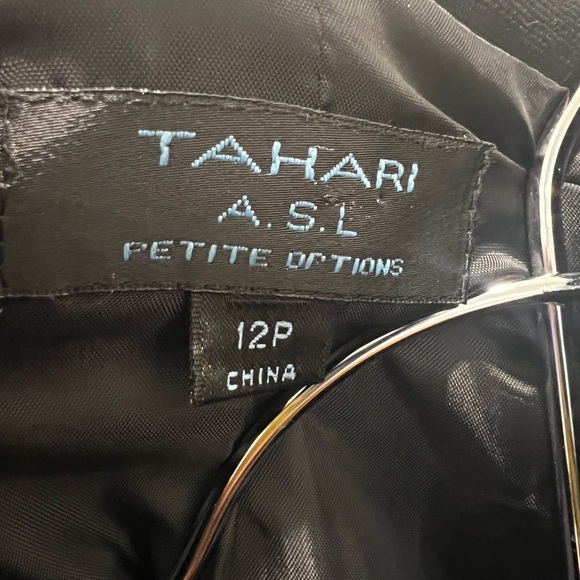 TAHARI
A.S.L
PETITE OPTIONS
12P
CHINA